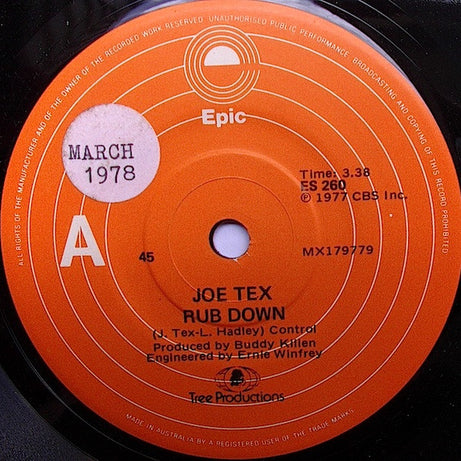 ALL RIGHTS OF THE MANUFACTURER AND OF THE OWNER OF THE RECORDED WORK RESERVED. UNAUTHORISED PUBLIC PERFORMANCE, BROADCASTING AND COPYING OF THIS RECORD PROHIBITED
Epic
MARCH
1978
Time: 3.38
ES 260
℗ 1977 CBS Inc.
A
45
MX179779
JOE TEX
RUB DOWN
(J. Tex-L. Hadley) Control
Produced by Buddy Killen
Engineered by Ernie Winfrey
Tree Productions
MADE IN AUSTRALIA BY A REGISTERED USER OF THE TRADE MARKS